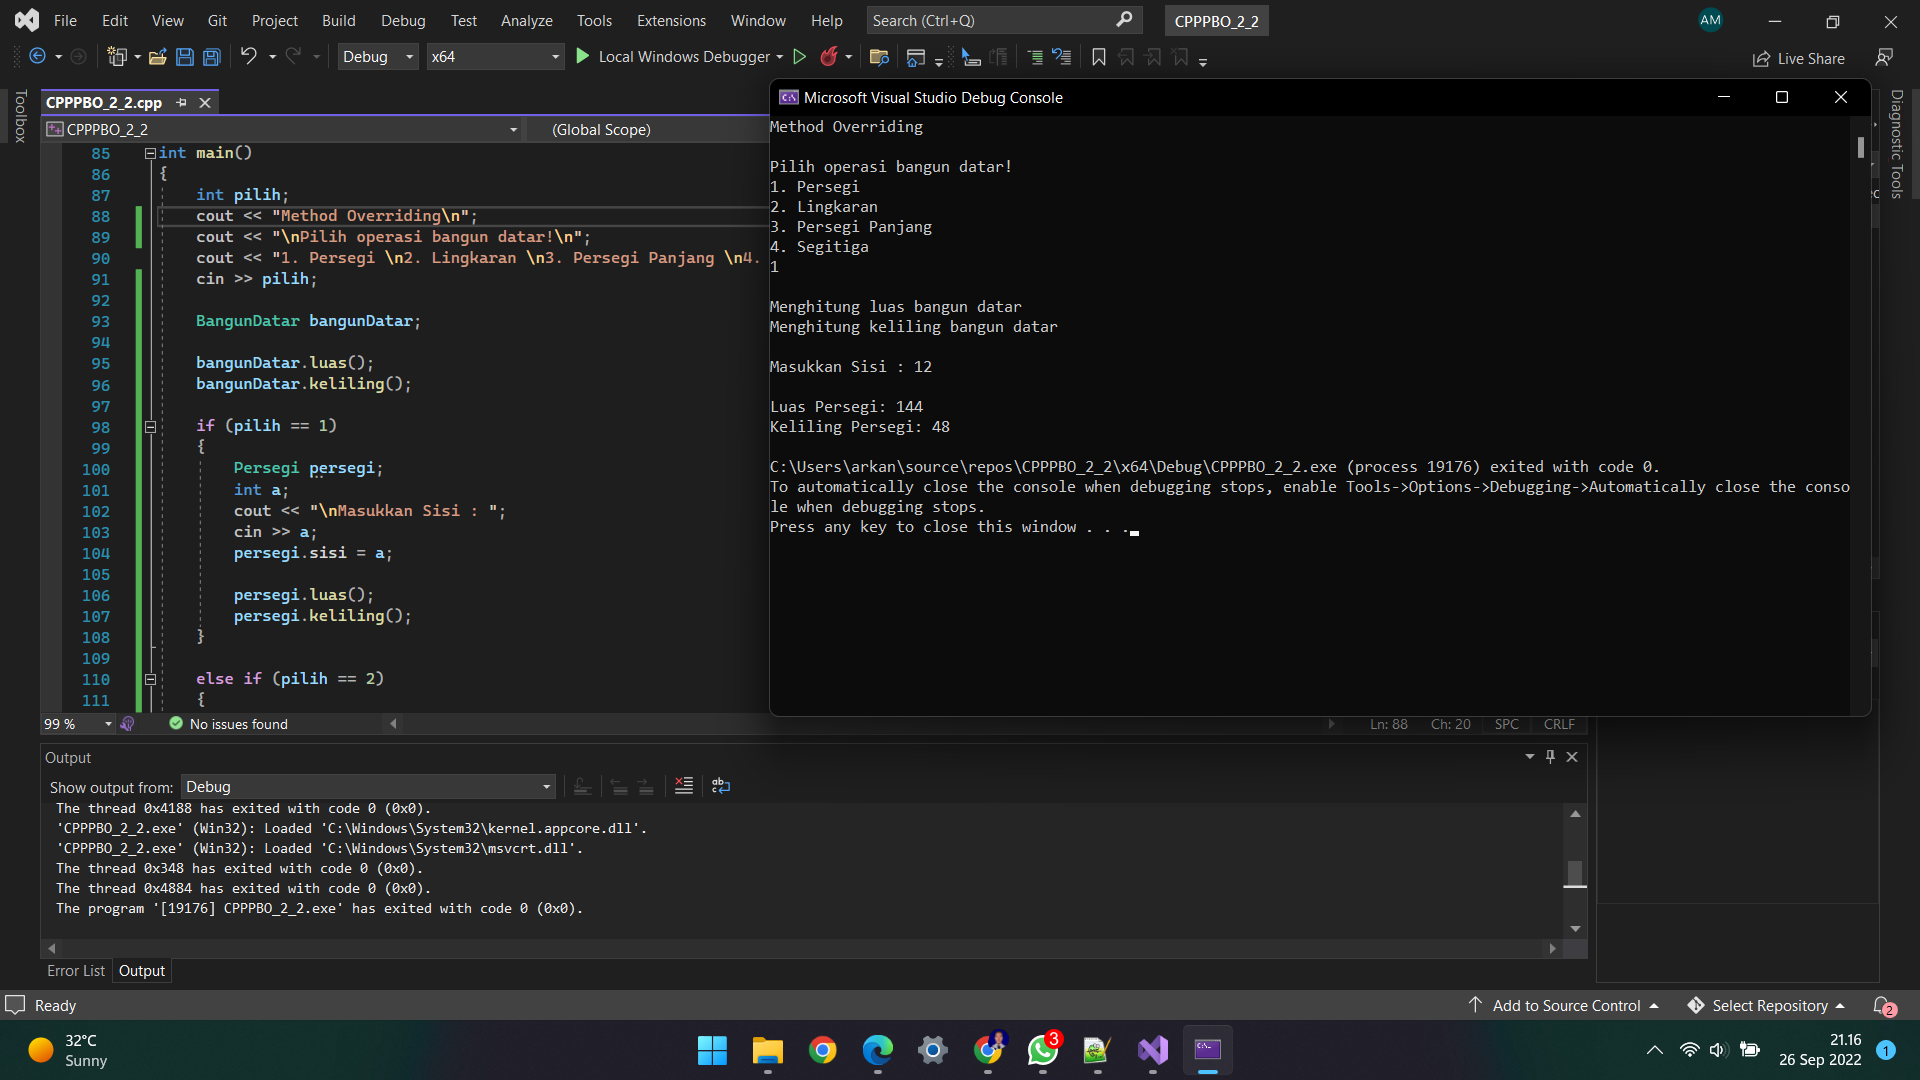 File Edit View Git Project Build Debug Test Analyze Tools Extensions Window Help Search (Ctrl+Q) CPPPBO_2_2 AM
Debug x64 Local Windows Debugger Live Share
Toolbox
CPPPBO_2_2.cpp
CPPPBO_2_2 (Global Scope)
85 int main()
86 {
87 int pilih;
88 cout << "Method Overriding\n";
89 cout << "\nPilih operasi bangun datar!\n";
90 cout << "1. Persegi \n2. Lingkaran \n3. Persegi Panjang \n4.
91 cin >> pilih;
92
93 BangunDatar bangunDatar;
94
95 bangunDatar.luas();
96 bangunDatar.keliling();
97
98 if (pilih == 1)
99 {
100 Persegi persegi;
101 int a;
102 cout << "\nMasukkan Sisi : ";
103 cin >> a;
104 persegi.sisi = a;
105
106 persegi.luas();
107 persegi.keliling();
108 }
109
110 else if (pilih == 2)
111 {
99 % No issues found Ln: 88 Ch: 20 SPC CRLF
Microsoft Visual Studio Debug Console
Method Overriding
Pilih operasi bangun datar!
1. Persegi
2. Lingkaran
3. Persegi Panjang
4. Segitiga
1
Menghitung luas bangun datar
Menghitung keliling bangun datar
Masukkan Sisi : 12
Luas Persegi: 144
Keliling Persegi: 48
C:\Users\arkan\source\repos\CPPPBO_2_2\x64\Debug\CPPPBO_2_2.exe (process 19176) exited with code 0.
To automatically close the console when debugging stops, enable Tools->Options->Debugging->Automatically close the conso
le when debugging stops.
Press any key to close this window . . .
Diagnostic Tools
Output
Show output from: Debug
The thread 0x4188 has exited with code 0 (0x0).
'CPPPBO_2_2.exe' (Win32): Loaded 'C:\Windows\System32\kernel.appcore.dll'.
'CPPPBO_2_2.exe' (Win32): Loaded 'C:\Windows\System32\msvcrt.dll'.
The thread 0x348 has exited with code 0 (0x0).
The thread 0x4884 has exited with code 0 (0x0).
The program '[19176] CPPPBO_2_2.exe' has exited with code 0 (0x0).
Error List Output
Ready Add to Source Control Select Repository 2
32°C
Sunny
3
21.16
26 Sep 2022
1